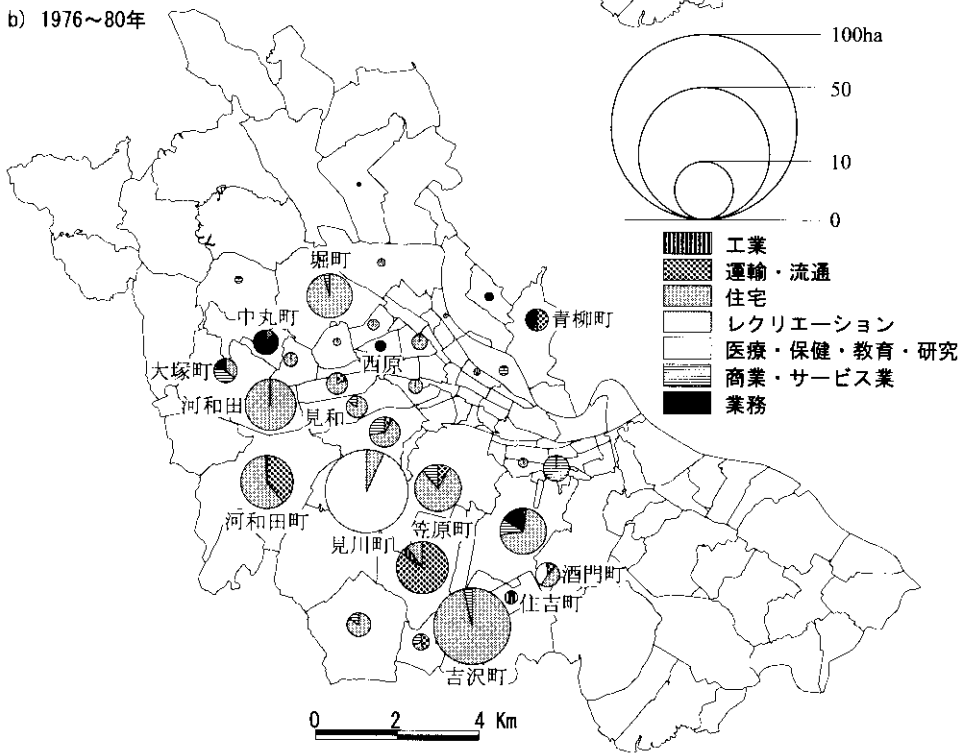 b) 1976～80年
100ha
50
10
0
工業
運輸・流通
住宅
レクリエーション
医療・保健・教育・研究
商業・サービス業
業務
堀町
中丸町
青柳町
大塚町
西原
河和田
見和
河和田町
見川町
笠原町
酒門町
住吉町
吉沢町
0 2 4 Km